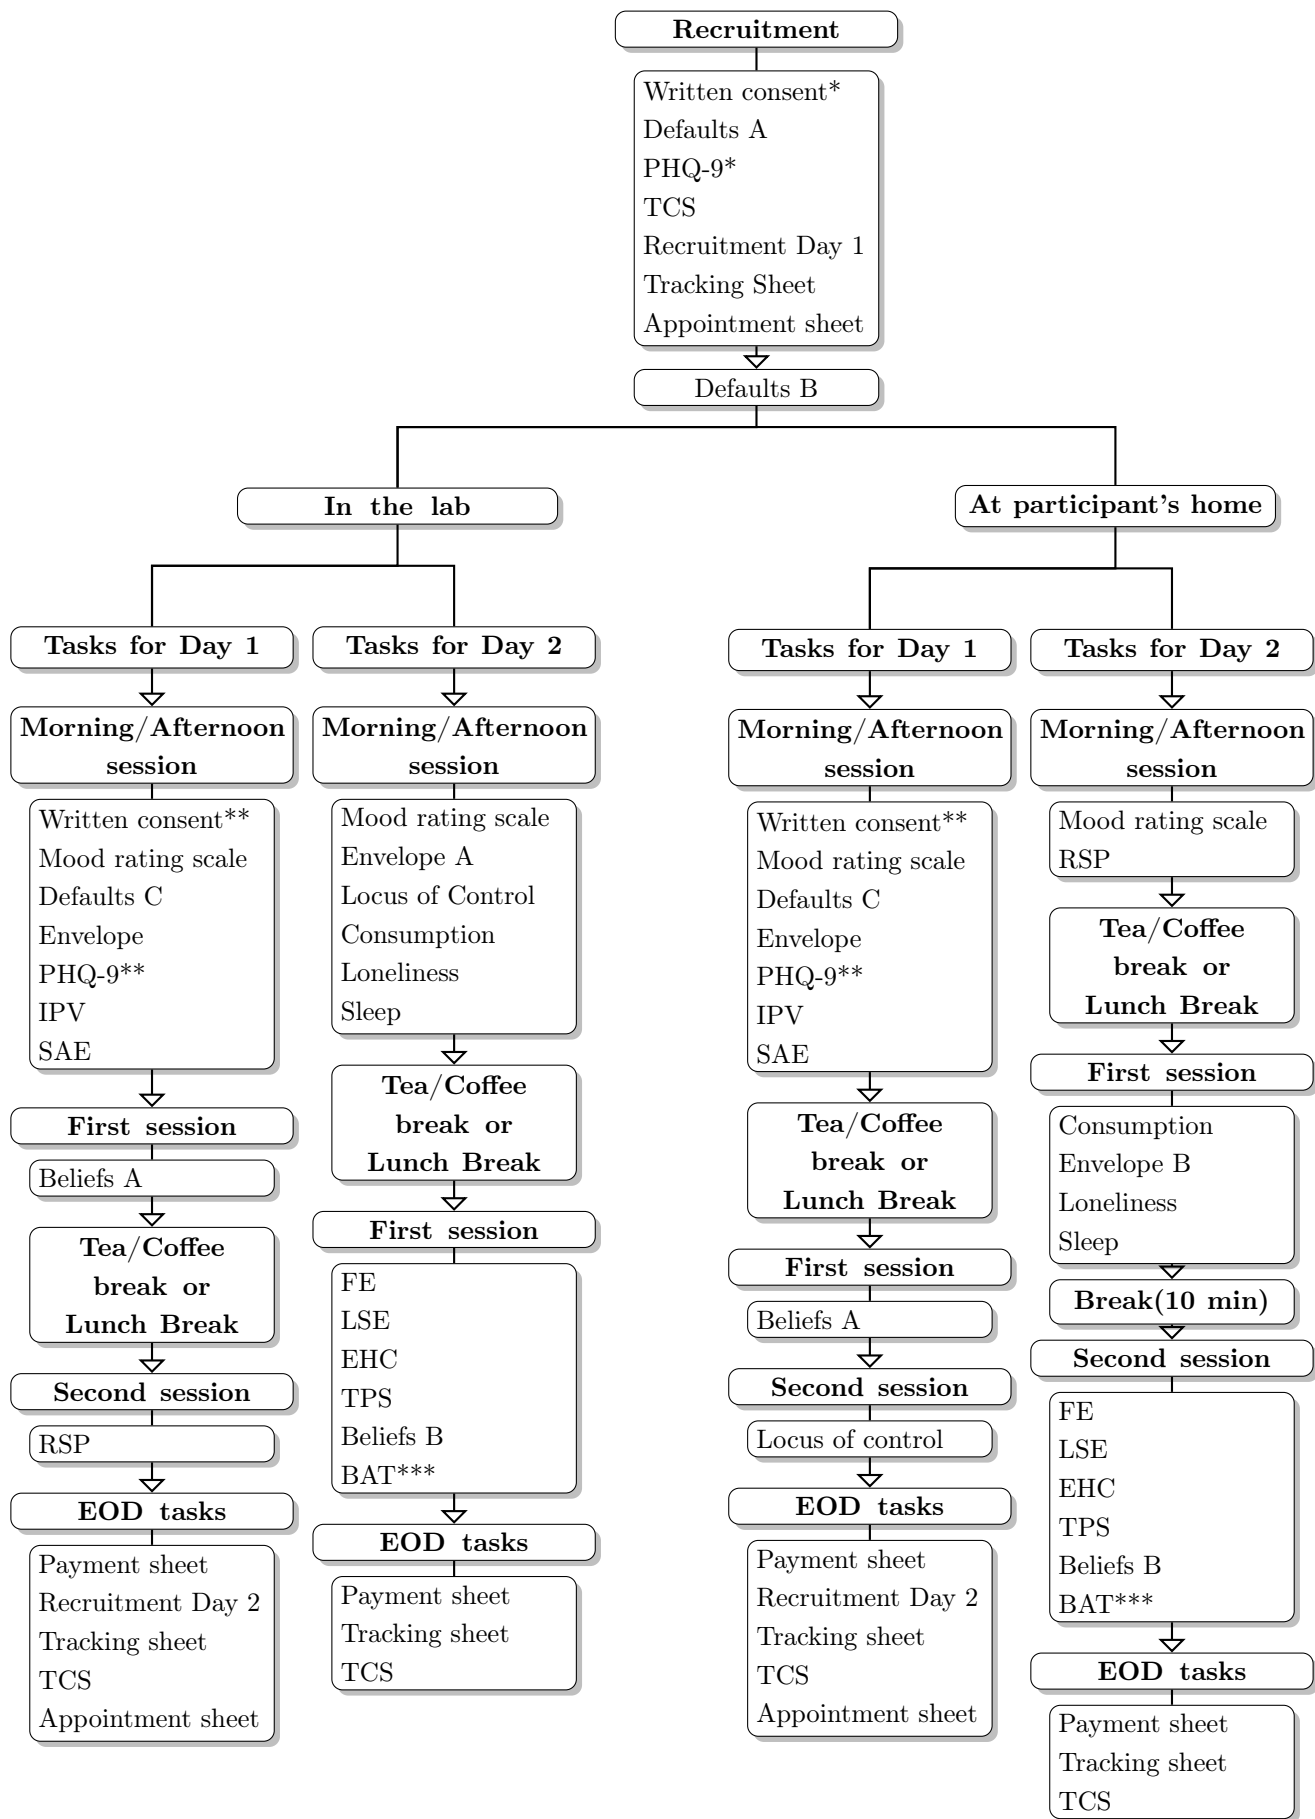 Recruitment
Written consent*
Defaults A
PHQ-9*
TCS
Recruitment Day 1
Tracking Sheet
Appointment sheet
Defaults B
In the lab
Tasks for Day 1
Morning/Afternoon
session
Written consent**
Mood rating scale
Defaults C
Envelope
PHQ-9**
IPV
SAE
First session
Beliefs A
Tea/Coffee
break or
Lunch Break
Second session
RSP
EOD tasks
Payment sheet
Recruitment Day 2
Tracking sheet
TCS
Appointment sheet
Tasks for Day 2
Morning/Afternoon
session
Mood rating scale
Envelope A
Locus of Control
Consumption
Loneliness
Sleep
Tea/Coffee
break or
Lunch Break
First session
FE
LSE
EHC
TPS
Beliefs B
BAT***
EOD tasks
Payment sheet
Tracking sheet
TCS
At participant's home
Tasks for Day 1
Morning/Afternoon
session
Written consent**
Mood rating scale
Defaults C
Envelope
PHQ-9**
IPV
SAE
Tea/Coffee
break or
Lunch Break
First session
Beliefs A
Second session
Locus of control
EOD tasks
Payment sheet
Recruitment Day 2
Tracking sheet
TCS
Appointment sheet
Tasks for Day 2
Morning/Afternoon
session
Mood rating scale
RSP
Tea/Coffee
break or
Lunch Break
First session
Consumption
Envelope B
Loneliness
Sleep
Break(10 min)
Second session
FE
LSE
EHC
TPS
Beliefs B
BAT***
EOD tasks
Payment sheet
Tracking sheet
TCS